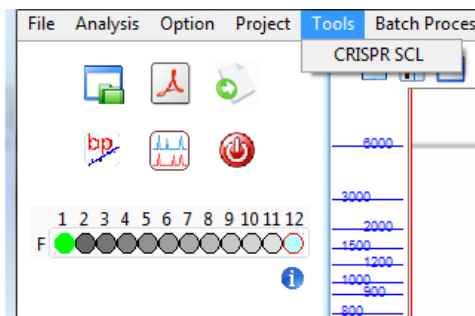 File Analysis Option Project Tools Batch Proces
CRISPR SCL
bp
1 2 3 4 5 6 7 8 9 10 11 12
F
i
6000
3000
2000
1500
1200
1000
900
800